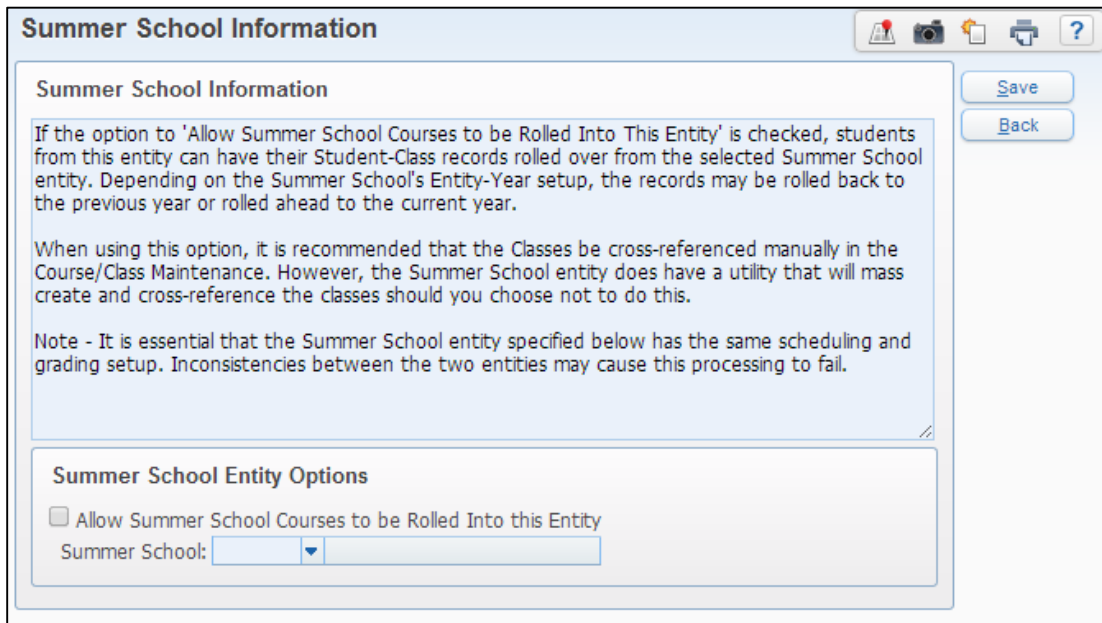 Summer School Information
?
Summer School Information
Save
Back
If the option to 'Allow Summer School Courses to be Rolled Into This Entity' is checked, students
from this entity can have their Student-Class records rolled over from the selected Summer School
entity. Depending on the Summer School's Entity-Year setup, the records may be rolled back to
the previous year or rolled ahead to the current year.
When using this option, it is recommended that the Classes be cross-referenced manually in the
Course/Class Maintenance. However, the Summer School entity does have a utility that will mass
create and cross-reference the classes should you choose not to do this.
Note - It is essential that the Summer School entity specified below has the same scheduling and
grading setup. Inconsistencies between the two entities may cause this processing to fail.
Summer School Entity Options
Allow Summer School Courses to be Rolled Into this Entity
Summer School: